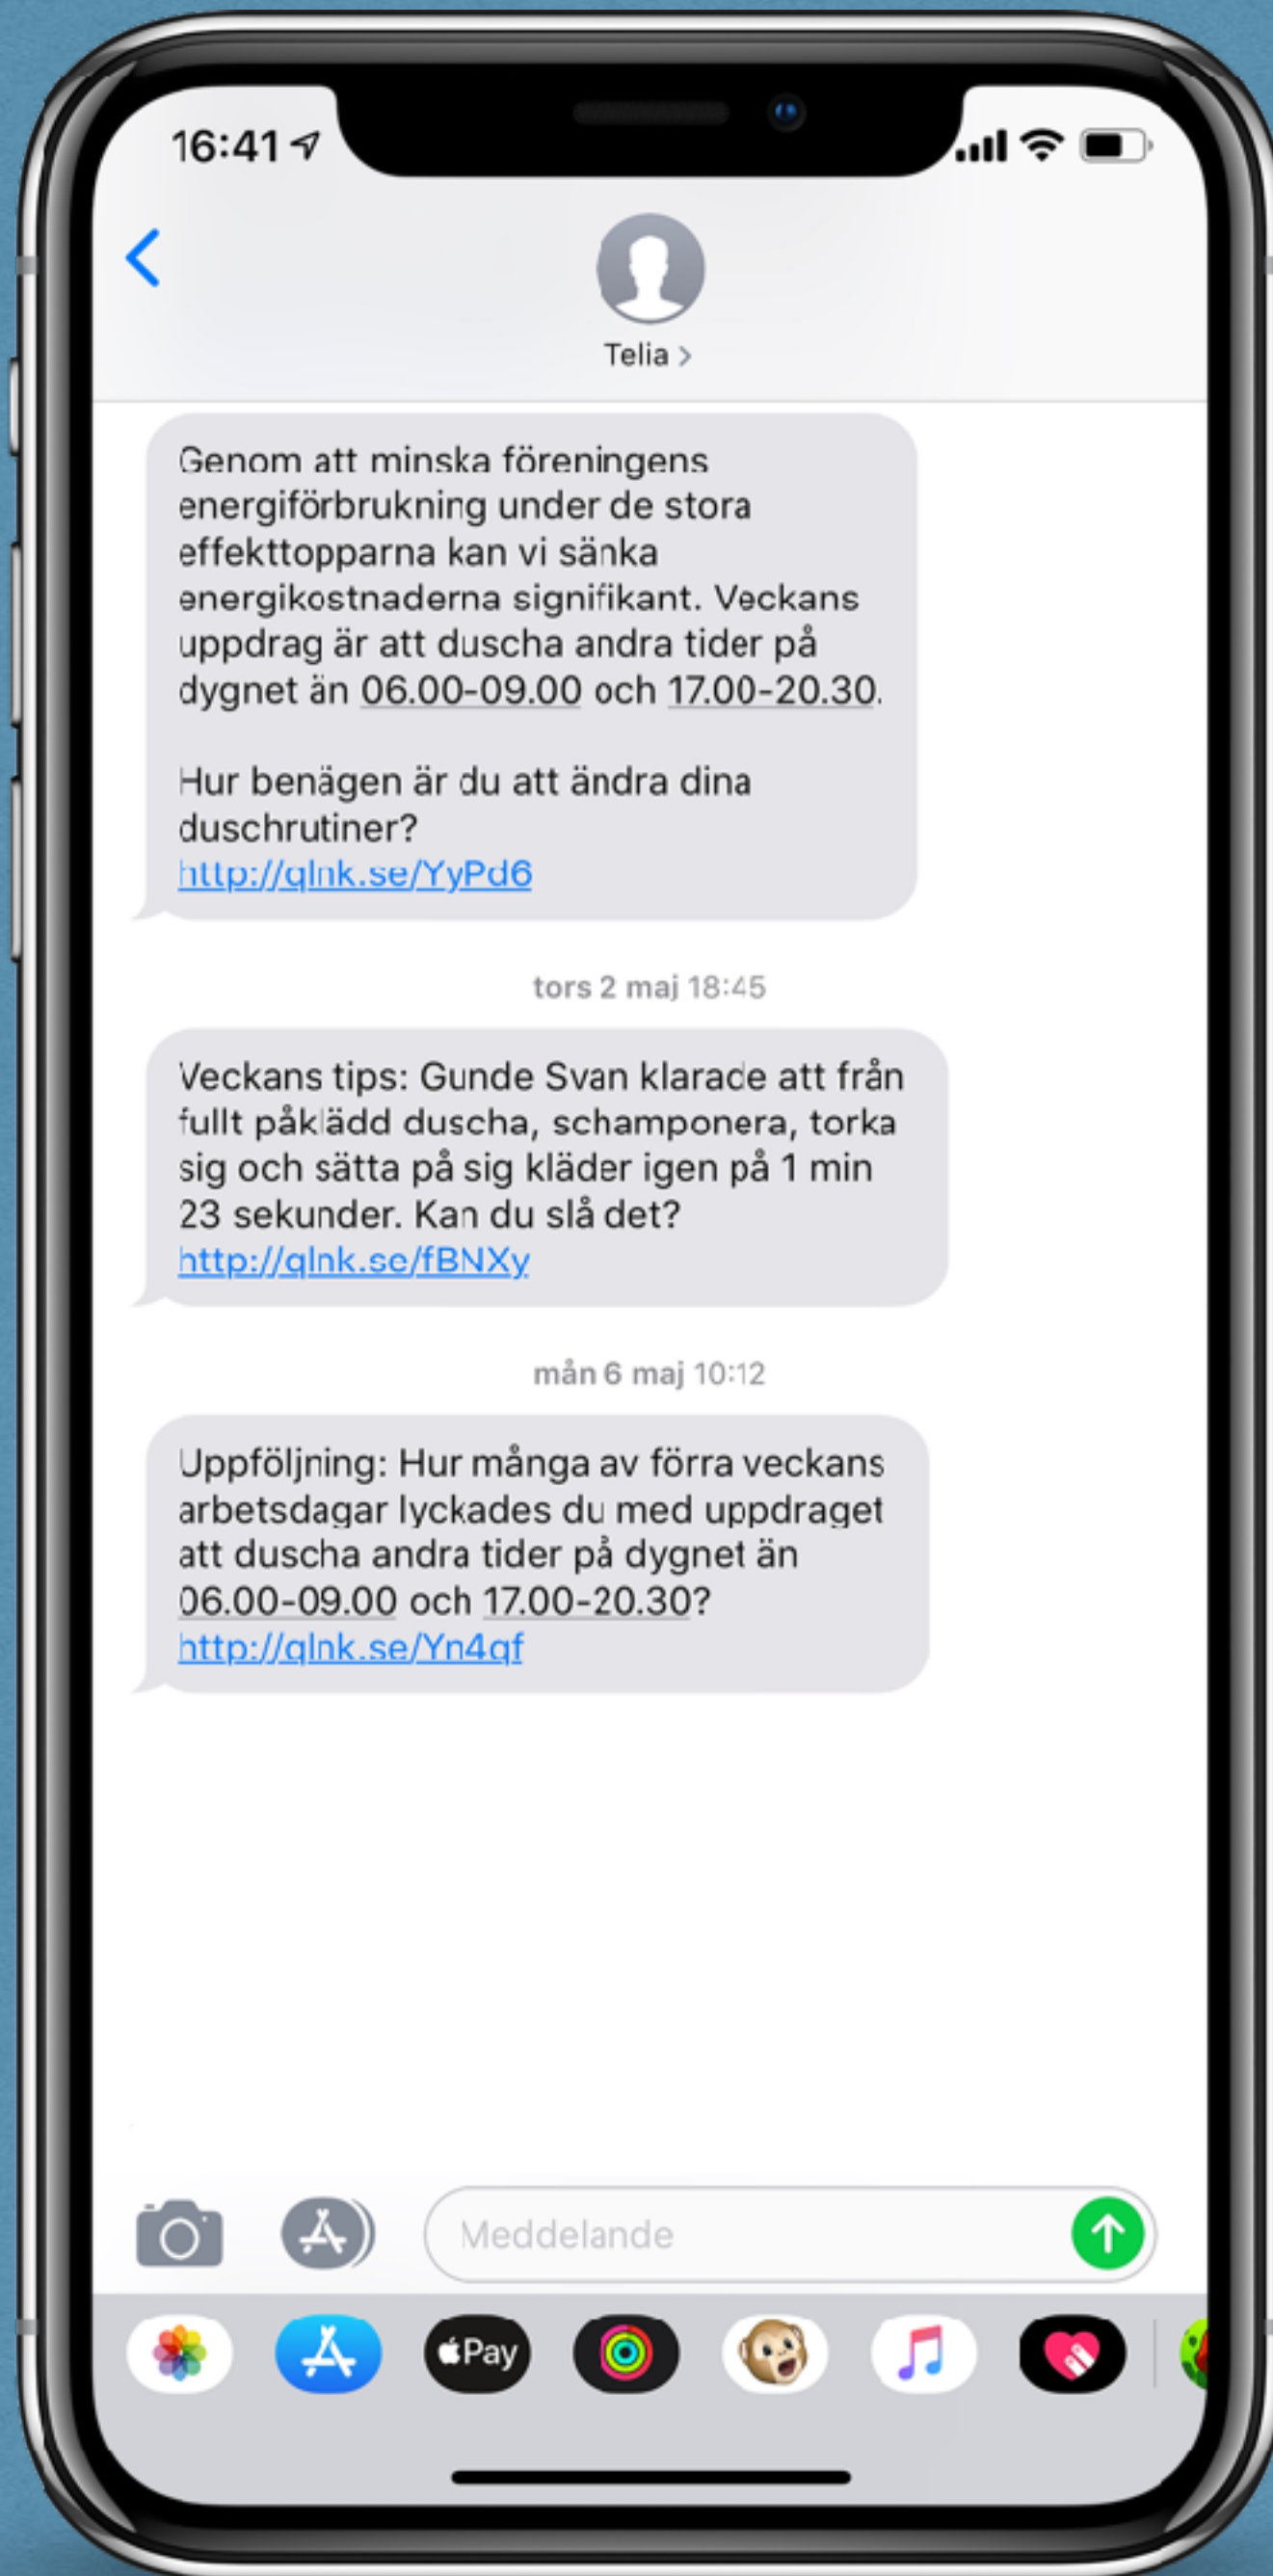 16:41
Telia
Genom att minska föreningens
energiförbrukning under de stora
effekttopparna kan vi sänka
energikostnaderna signifikant. Veckans
uppdrag är att duscha andra tider på
dygnet än 06.00-09.00 och 17.00-20.30.
Hur benägen är du att ändra dina
duschrutiner?
http://qlnk.se/YyPd6
tors 2 maj 18:45
Veckans tips: Gunde Svan klarade att från
fullt påklädd duscha, schamponera, torka
sig och sätta på sig kläder igen på 1 min
23 sekunder. Kan du slå det?
http://qlnk.se/fBNXy
mån 6 maj 10:12
Uppföljning: Hur många av förra veckans
arbetsdagar lyckades du med uppdraget
att duscha andra tider på dygnet än
06.00-09.00 och 17.00-20.30?
http://qlnk.se/Yn4qf
Meddelande
Pay